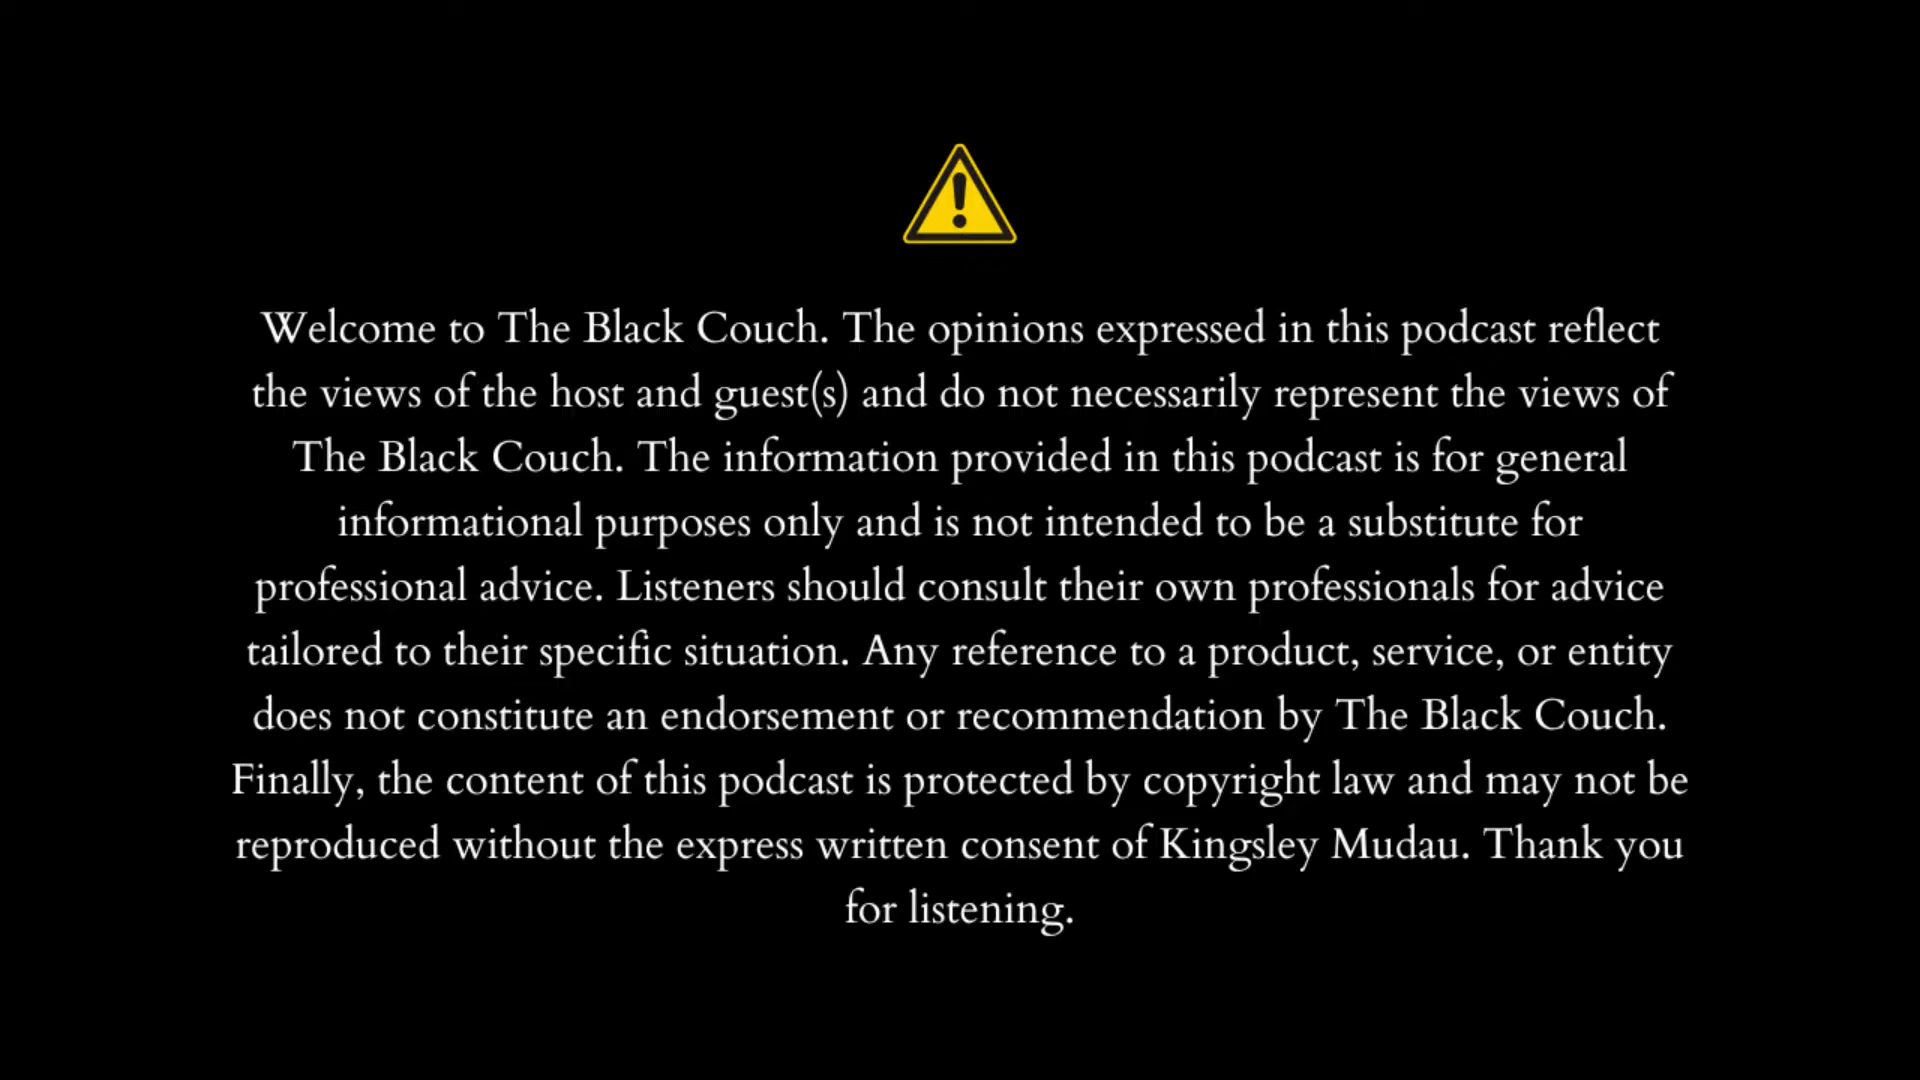 Welcome to The Black Couch. The opinions expressed in this podcast reflect
the views of the host and guest(s) and do not necessarily represent the views of
The Black Couch. The information provided in this podcast is for general
informational purposes only and is not intended to be a substitute for
professional advice. Listeners should consult their own professionals for advice
tailored to their specific situation. Any reference to a product, service, or entity
does not constitute an endorsement or recommendation by The Black Couch.
Finally, the content of this podcast is protected by copyright law and may not be
reproduced without the express written consent of Kingsley Mudau. Thank you
for listening.